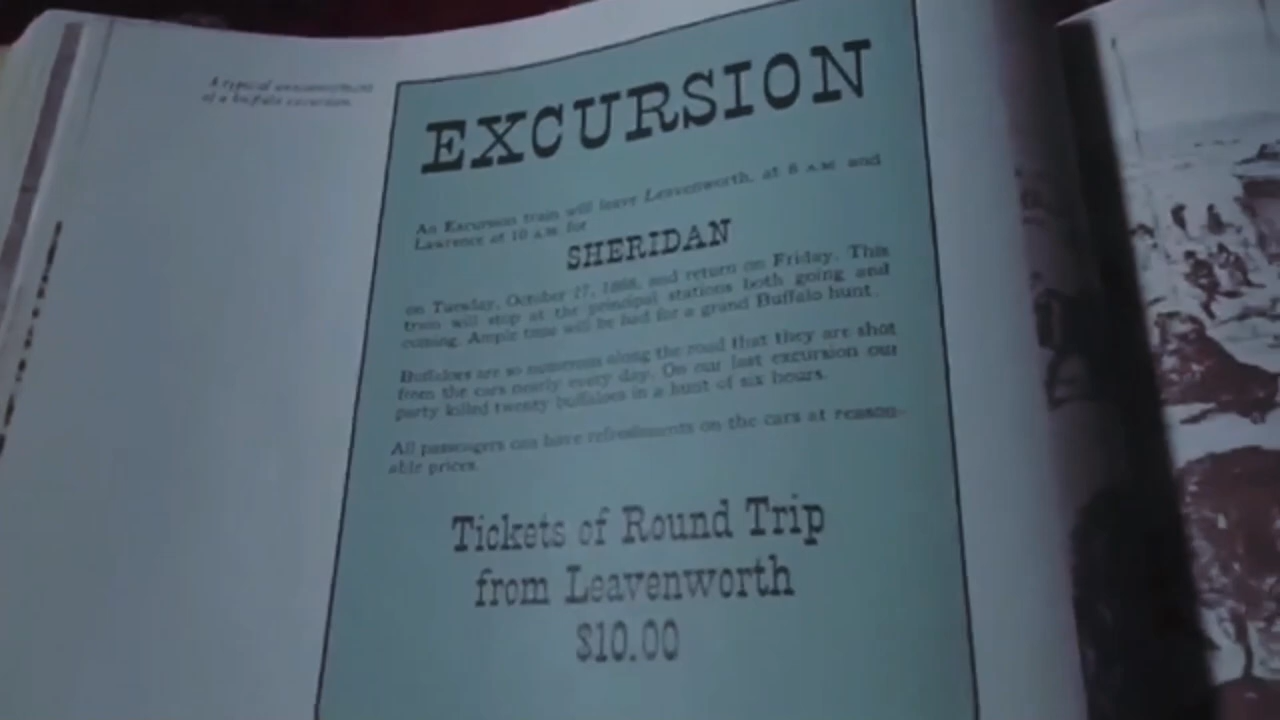 A typical announcement
of a buffalo excursion.
EXCURSION
An Excursion train will leave Leavenworth, at 8 A.M. and
Lawrence at 10 A.M. for
SHERIDAN
on Tuesday, October 27, 1868, and return on Friday. This
train will stop at the principal stations both going and
coming. Ample time will be had for a grand Buffalo hunt.
Buffaloes are so numerous along the road that they are shot
from the cars nearly every day. On our last excursion our
party killed twenty buffaloes in a hunt of six hours.
All passengers can have refreshments on the cars at reason-
able prices.
Tickets of Round Trip
from Leavenworth
$10.00